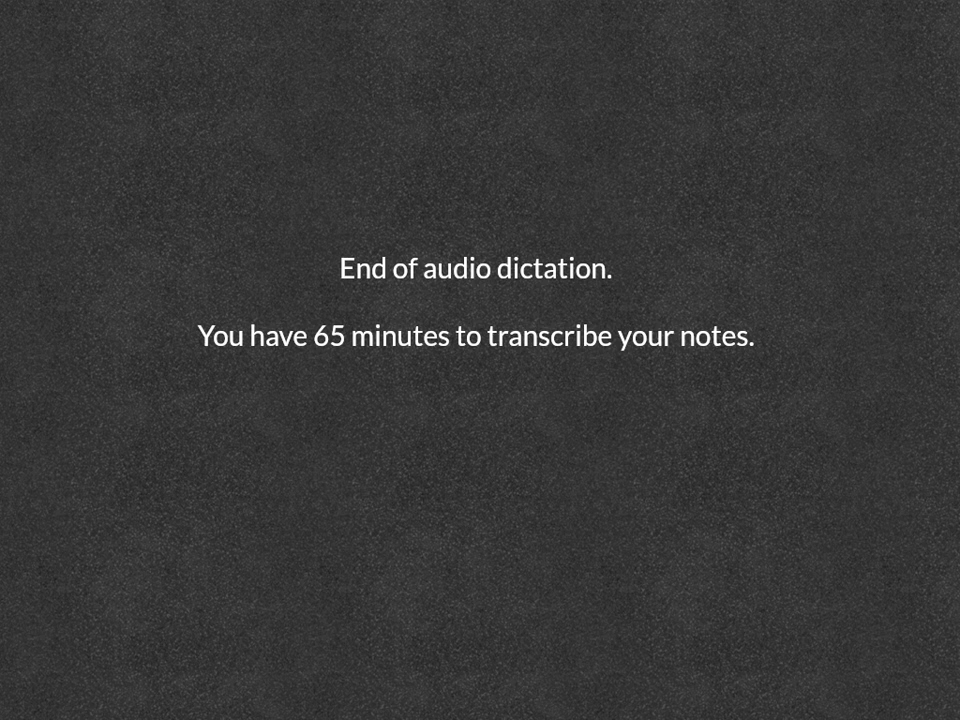 End of audio dictation.
You have 65 minutes to transcribe your notes.